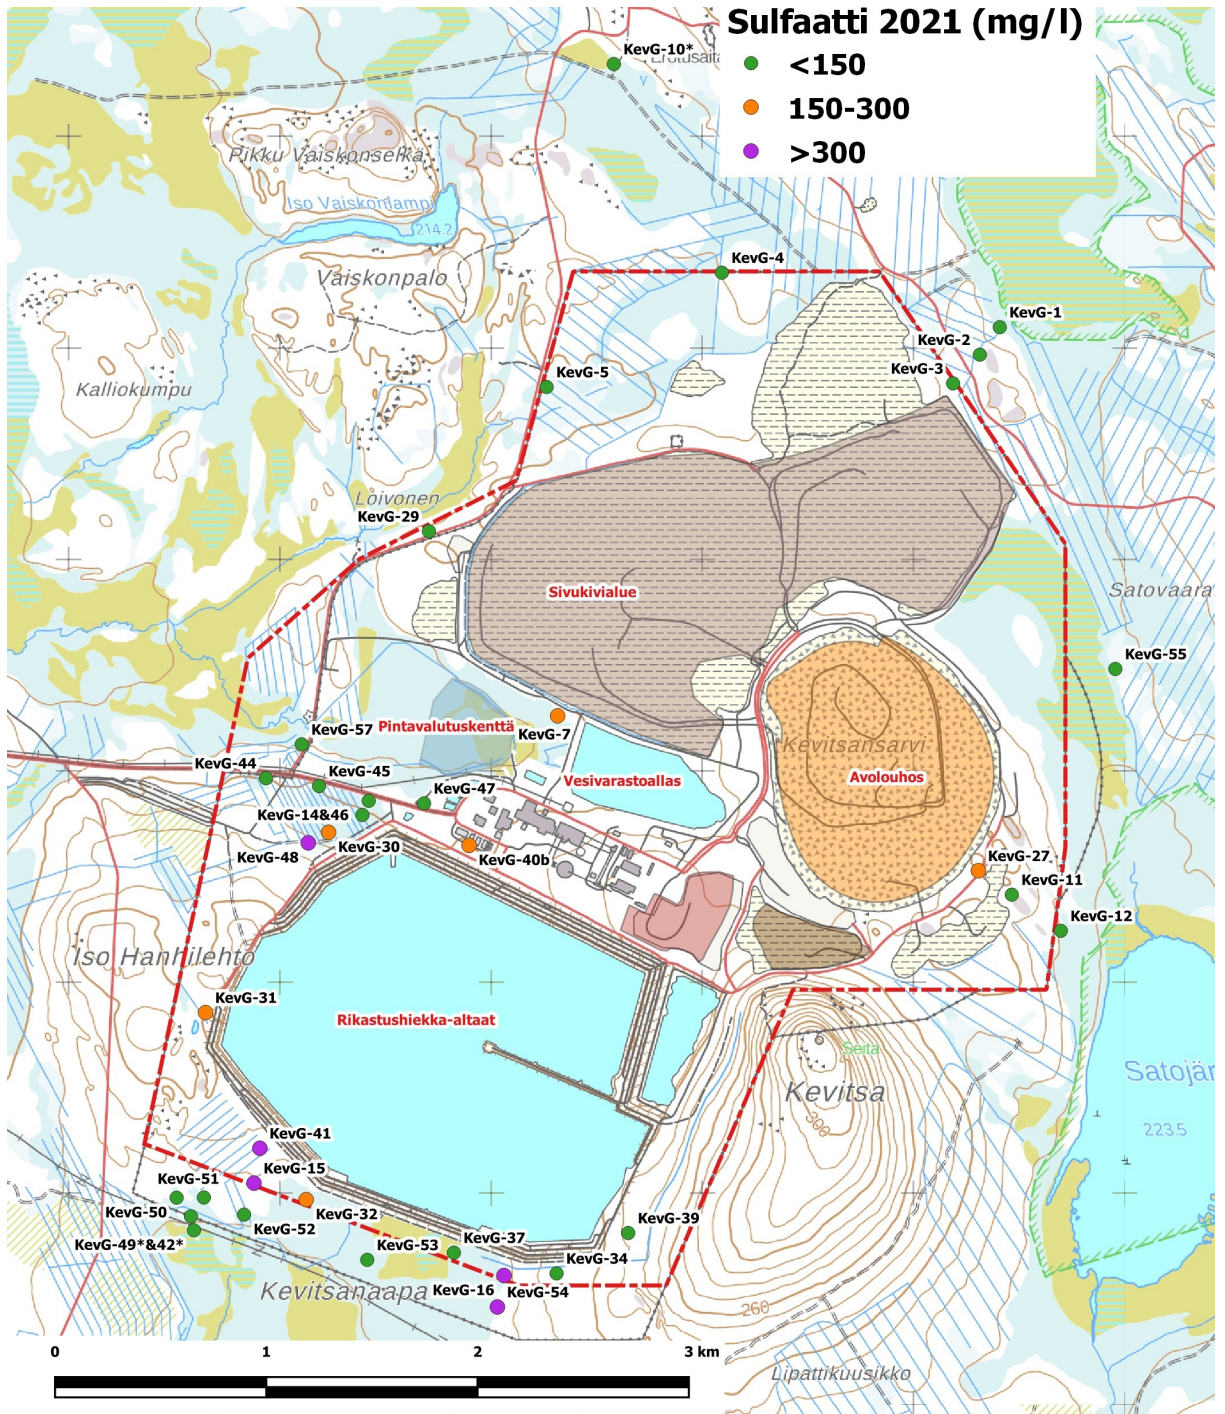 Sulfaatti 2021 (mg/l)
<150
150-300
>300
KevG-10*
Erotusaita
Pikku Vaiskonselkä
Iso Vaiskonlampi
214.2
Vaiskonpalo
KevG-4
KevG-1
KevG-2
KevG-3
KevG-5
Kalliokumpu
Loivonen
KevG-29
Sivukivialue
Satovaara
KevG-55
KevG-57
Pintavalutuskenttä
KevG-7
Kevitsansarvi
KevG-44
KevG-45
Vesivarastoallas
Avolouhos
KevG-47
KevG-14&46
KevG-48
KevG-30
KevG-40b
KevG-27
KevG-11
KevG-12
Iso Hanhilehto
KevG-31
Rikastushiekka-altaat
Seita
Kevitsa
Satojär
300
223.5
KevG-41
KevG-15
KevG-51
KevG-50
KevG-52
KevG-32
KevG-39
KevG-49*&42*
KevG-53
KevG-37
KevG-34
KevG-16
KevG-54
Kevitsanaapa
260
Lipattikuusikko
0
1
2
3 km